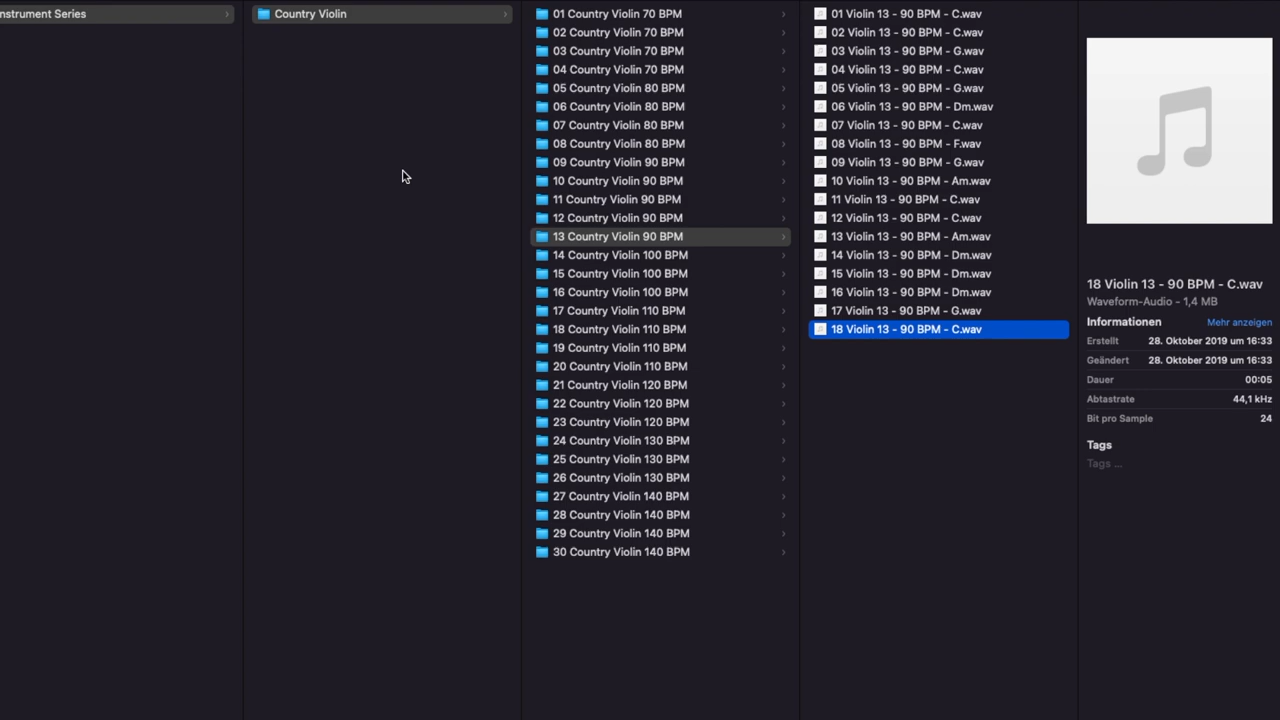 nstrument Series
Country Violin
01 Country Violin 70 BPM
02 Country Violin 70 BPM
03 Country Violin 70 BPM
04 Country Violin 70 BPM
05 Country Violin 80 BPM
06 Country Violin 80 BPM
07 Country Violin 80 BPM
08 Country Violin 80 BPM
09 Country Violin 90 BPM
10 Country Violin 90 BPM
11 Country Violin 90 BPM
12 Country Violin 90 BPM
13 Country Violin 90 BPM
14 Country Violin 100 BPM
15 Country Violin 100 BPM
16 Country Violin 100 BPM
17 Country Violin 110 BPM
18 Country Violin 110 BPM
19 Country Violin 110 BPM
20 Country Violin 110 BPM
21 Country Violin 120 BPM
22 Country Violin 120 BPM
23 Country Violin 120 BPM
24 Country Violin 130 BPM
25 Country Violin 130 BPM
26 Country Violin 130 BPM
27 Country Violin 140 BPM
28 Country Violin 140 BPM
29 Country Violin 140 BPM
30 Country Violin 140 BPM
01 Violin 13 - 90 BPM - C.wav
02 Violin 13 - 90 BPM - C.wav
03 Violin 13 - 90 BPM - G.wav
04 Violin 13 - 90 BPM - C.wav
05 Violin 13 - 90 BPM - G.wav
06 Violin 13 - 90 BPM - Dm.wav
07 Violin 13 - 90 BPM - C.wav
08 Violin 13 - 90 BPM - F.wav
09 Violin 13 - 90 BPM - G.wav
10 Violin 13 - 90 BPM - Am.wav
11 Violin 13 - 90 BPM - C.wav
12 Violin 13 - 90 BPM - C.wav
13 Violin 13 - 90 BPM - Am.wav
14 Violin 13 - 90 BPM - Dm.wav
15 Violin 13 - 90 BPM - Dm.wav
16 Violin 13 - 90 BPM - Dm.wav
17 Violin 13 - 90 BPM - G.wav
18 Violin 13 - 90 BPM - C.wav
18 Violin 13 - 90 BPM - C.wav
Waveform-Audio - 1,4 MB
Informationen Mehr anzeigen
Erstellt 28. Oktober 2019 um 16:33
Geändert 28. Oktober 2019 um 16:33
Dauer 00:05
Abtastrate 44,1 kHz
Bit pro Sample 24
Tags
Tags ...